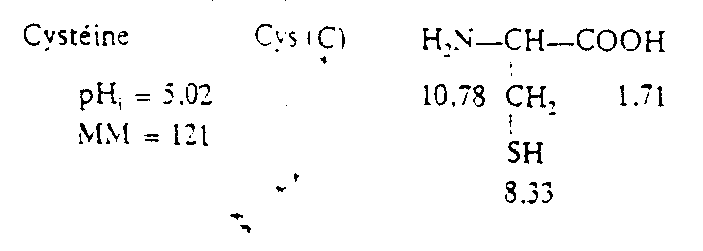 Cystéine Cys (C) H₂N—CH—COOH
pHᵢ = 5.02 10.78 CH₂ 1.71
MM = 121
SH
8.33